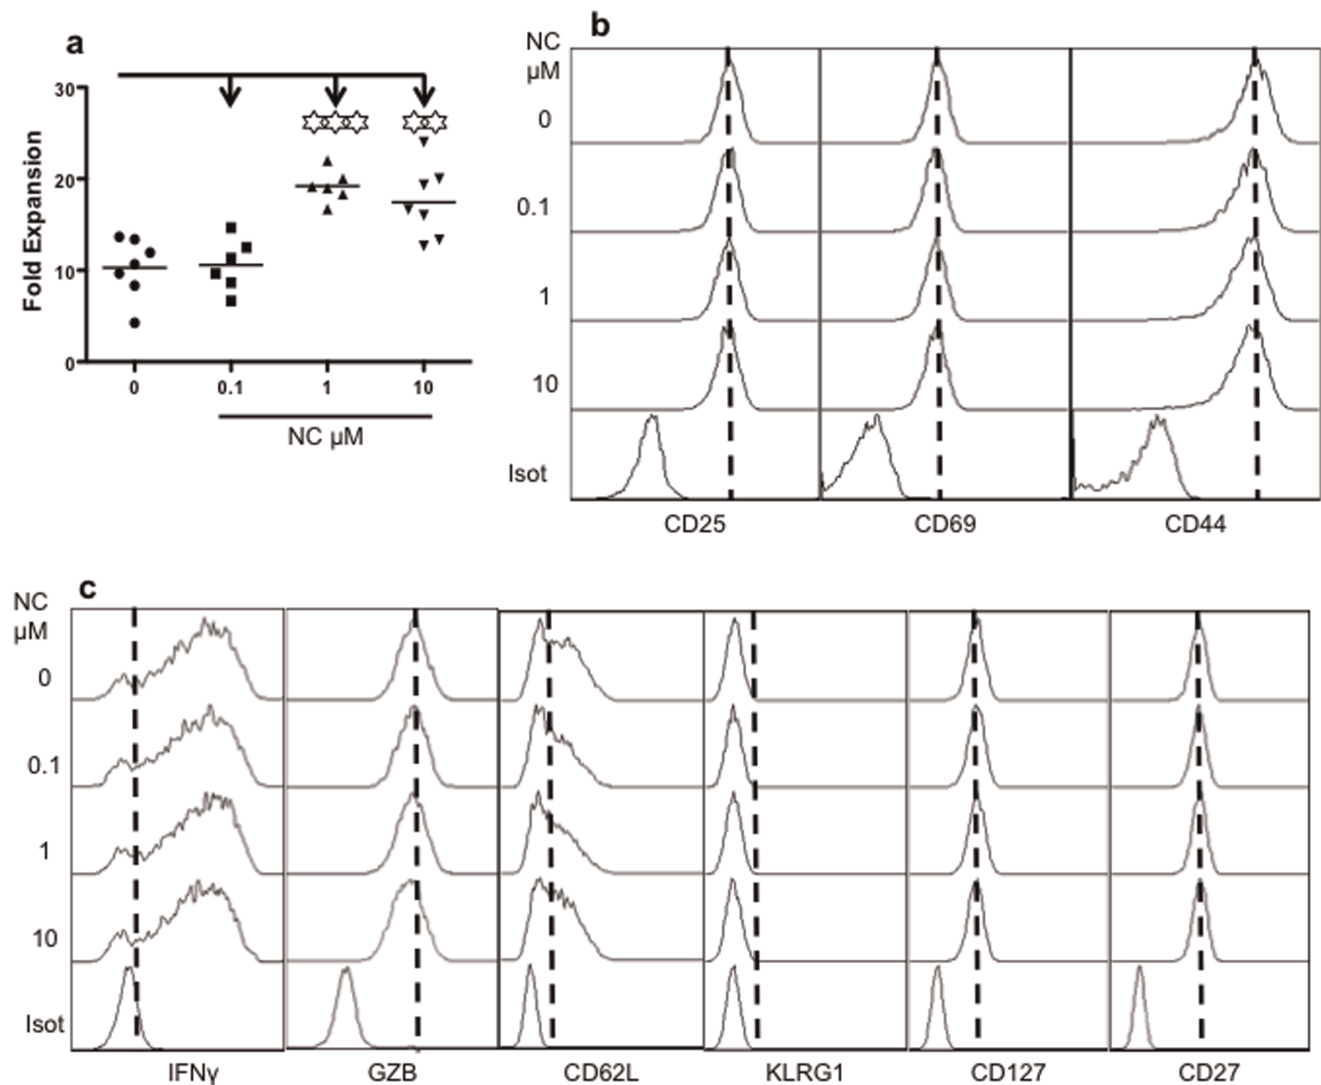 a
Fold Expansion
30
20
10
0
0
0.1
1
10
NC µM
b
NC
µM
0
0.1
1
10
Isot
CD25
CD69
CD44
c
NC
µM
0
0.1
1
10
Isot
IFNγ
GZB
CD62L
KLRG1
CD127
CD27